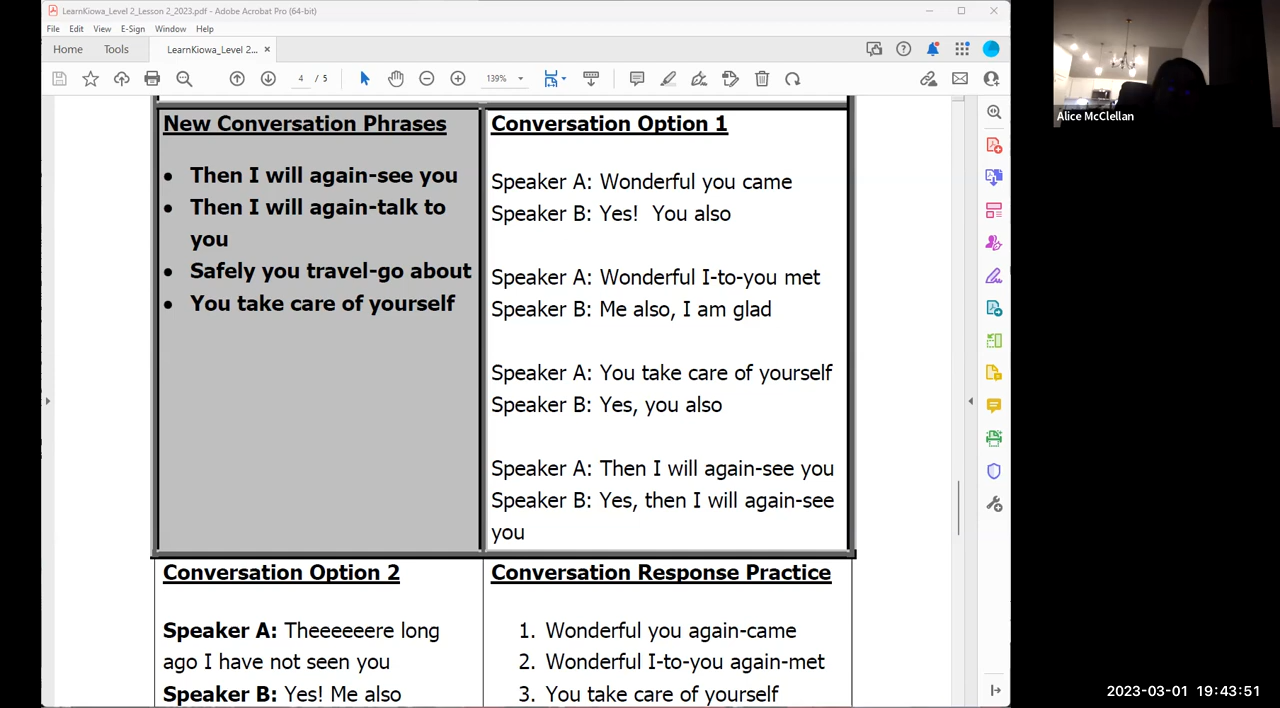 LearnKiowa_Level 2_Lesson 2_2023.pdf - Adobe Acrobat Pro (64-bit)
File Edit View E-Sign Window Help
Home Tools LearnKiowa_Level 2... ×
4 / 5 139%
New Conversation Phrases
• Then I will again-see you
• Then I will again-talk to
you
• Safely you travel-go about
• You take care of yourself
Conversation Option 1
Speaker A: Wonderful you came
Speaker B: Yes! You also
Speaker A: Wonderful I-to-you met
Speaker B: Me also, I am glad
Speaker A: You take care of yourself
Speaker B: Yes, you also
Speaker A: Then I will again-see you
Speaker B: Yes, then I will again-see
you
Conversation Option 2
Speaker A: Theeeeeere long
ago I have not seen you
Speaker B: Yes! Me also
Conversation Response Practice
1. Wonderful you again-came
2. Wonderful I-to-you again-met
3. You take care of yourself
Alice McClellan
2023-03-01 19:43:51